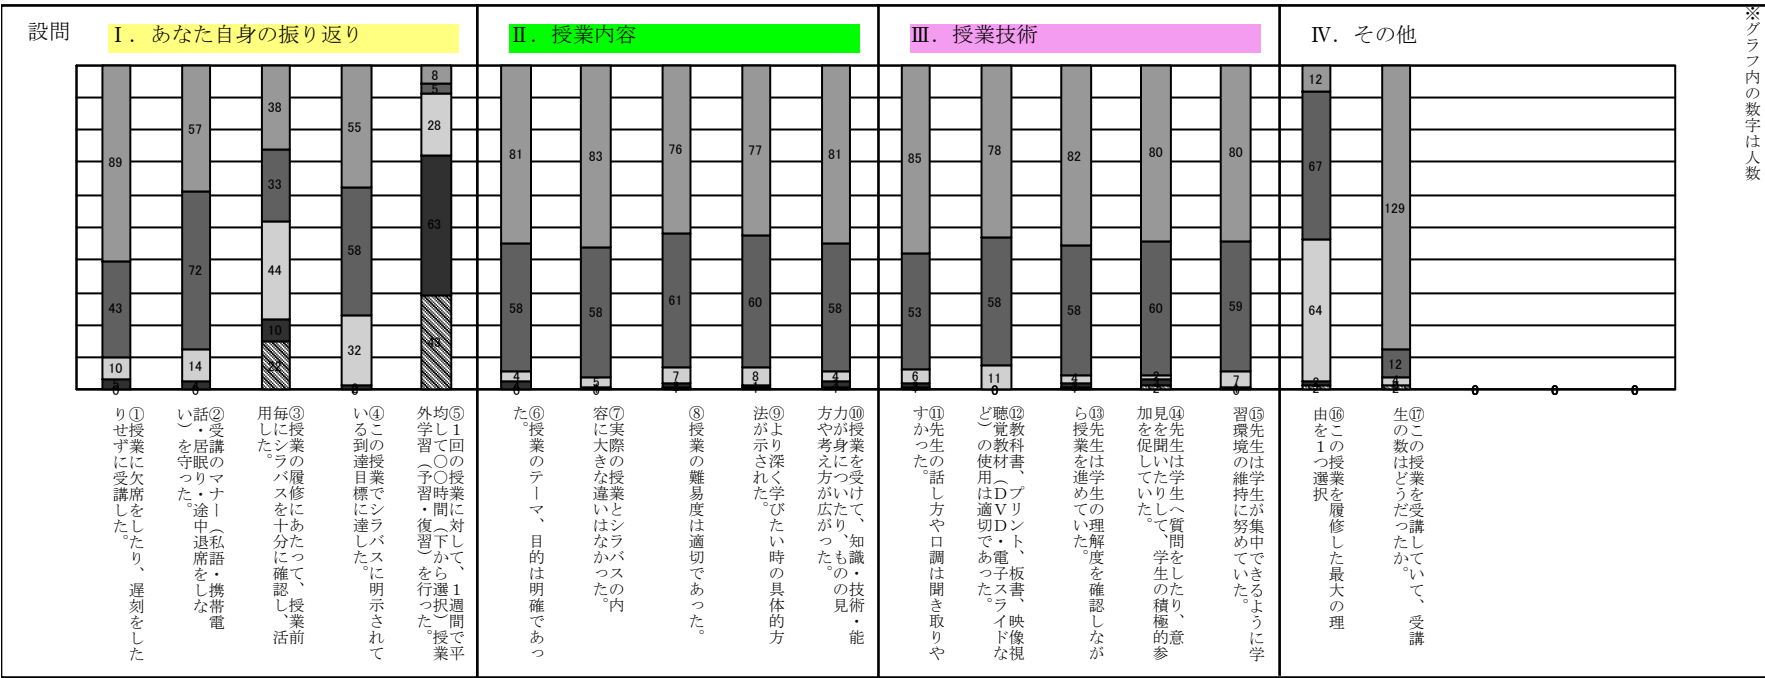 設問
Ⅰ．あなた自身の振り返り
Ⅱ．授業内容
Ⅲ．授業技術
Ⅳ．その他
※グラフ内の数字は人数
89
43
10
5
57
72
14
38
33
44
10
22
55
58
32
8
5
28
63
43
81
58
4
83
58
5
76
61
7
77
60
8
81
58
4
85
53
6
78
58
11
0
82
58
4
80
60
2
80
59
7
12
67
64
129
12
4
2
0
0
0
①授業に欠席をしたり、遅刻をした
りせずに受講した。
②受講のマナー（私語・携帯電
話・居眠り・途中退席をしな
い）を守った。
③授業の履修にあたって、授業前
毎にシラバスを十分に確認し、活
用した。
④この授業でシラバスに明示されて
いる到達目標に達した。
⑤１回の授業に対して、１週間で平
均して〇〇時間（下から選択）授業
外学習（予習・復習）を行った。
⑥授業のテーマ、目的は明確であっ
た。
⑦実際の授業とシラバスの内
容に大きな違いはなかった。
⑧授業の難易度は適切であった。
⑨より深く学びたい時の具体的方
法が示された。
⑩授業を受けて、知識・技術・能
力が身についたり、ものの見
方や考え方が広がった。
⑪先生の話し方や口調は聞き取りや
すかった。
⑫教科書、プリント、板書、映像視
聴覚教材（ＤＶＤ・電子スライドな
ど）の使用は適切であった。
⑬先生は学生の理解度を確認しなが
ら授業を進めていた。
⑭先生は学生へ質問をしたり、意
見を聞いたりして、学生の積極的参
加を促していた。
⑮先生は学生が集中できるように学
習環境の維持に努めていた。
⑯この授業を履修した最大の理
由を１つ選択
⑰この授業を受講していて、受講
生の数はどうだったか。